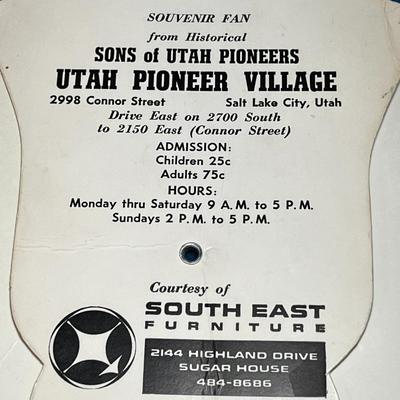 SOUVENIR FAN
from Historical
SONS of UTAH PIONEERS
UTAH PIONEER VILLAGE
2998 Connor Street Salt Lake City, Utah
Drive East on 2700 South
to 2150 East (Connor Street)
ADMISSION:
Children 25c
Adults 75c
HOURS:
Monday thru Saturday 9 A. M. to 5 P. M.
Sundays 2 P. M. to 5 P. M.
Courtesy of
SOUTH EAST
FURNITURE
2144 HIGHLAND DRIVE
SUGAR HOUSE
484-8686